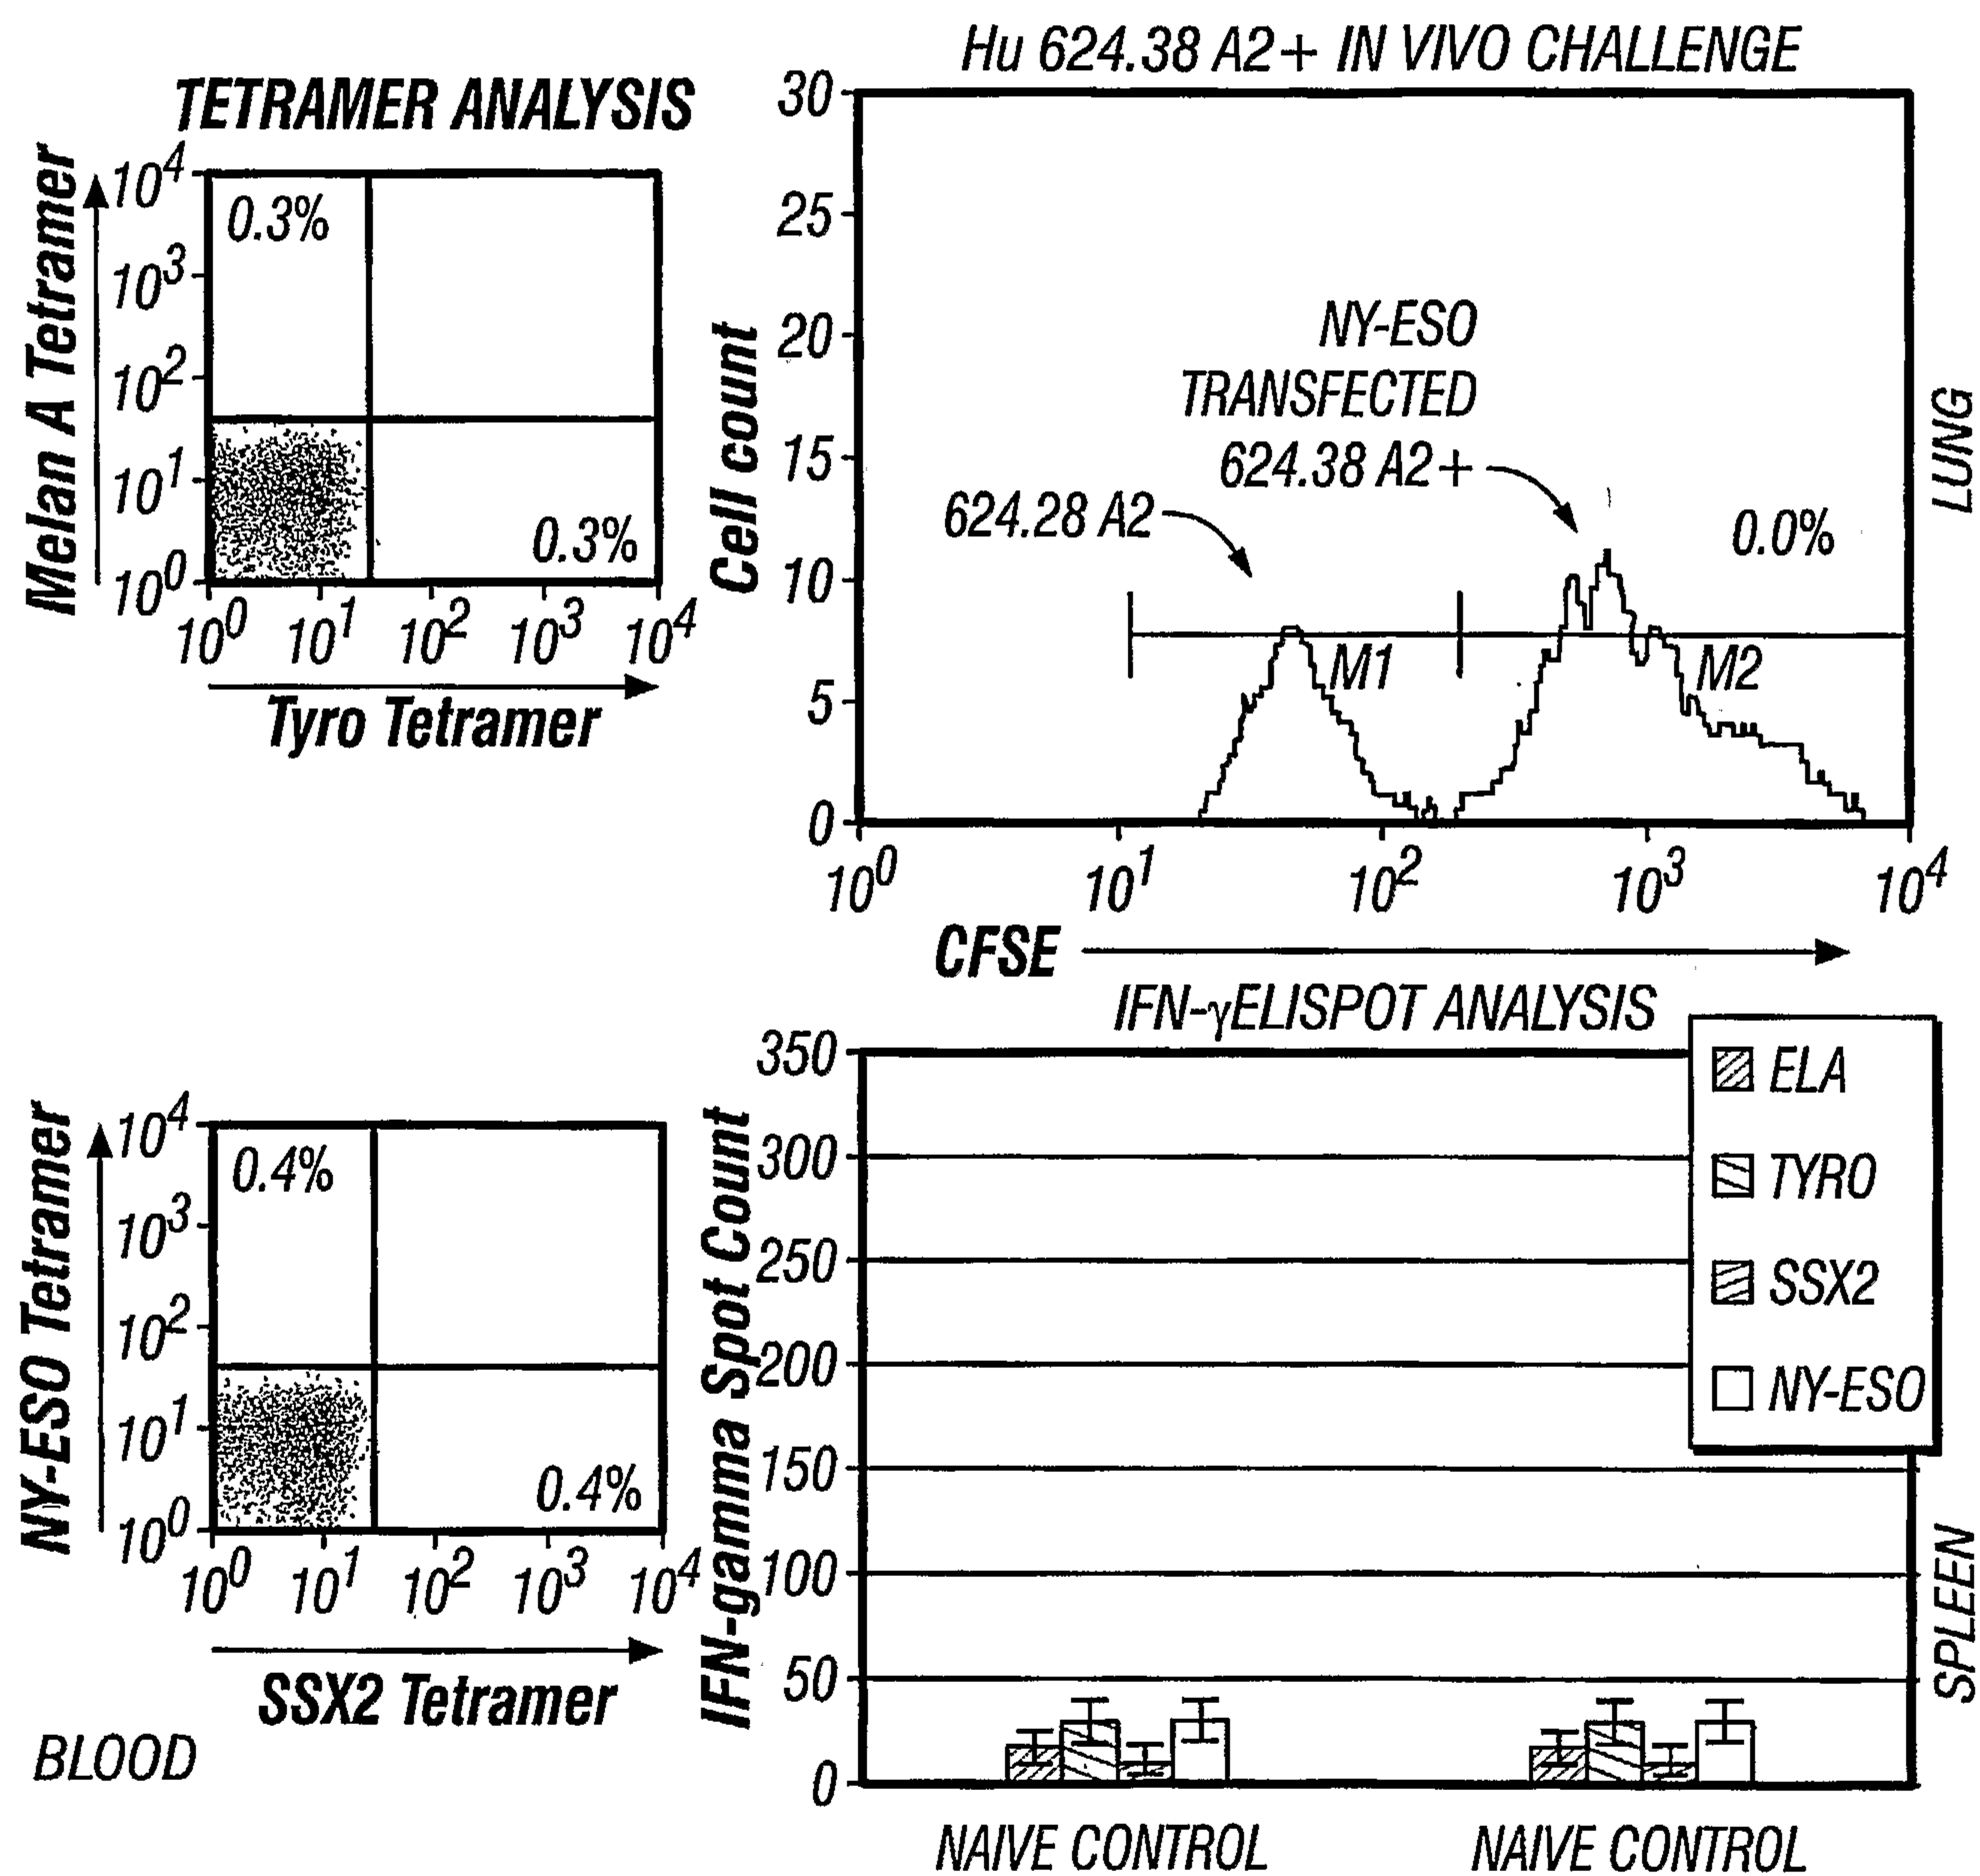 TETRAMER ANALYSIS
Melan A Tetramer
10^4
10^3
10^2
10^1
10^0
0.3%
0.3%
10^0 10^1 10^2 10^3 10^4
Tyro Tetramer
Hu 624.38 A2+ IN VIVO CHALLENGE
Cell count
30
25
20
15
10
5
0
NY-ESO
TRANSFECTED
624.38 A2+
624.28 A2
0.0%
M1
M2
LUNG
10^0 10^1 10^2 10^3 10^4
CFSE
NY-ESO Tetramer
10^4
10^3
10^2
10^1
10^0
0.4%
0.4%
10^0 10^1 10^2 10^3 10^4
SSX2 Tetramer
BLOOD
IFN-γELISPOT ANALYSIS
IFN-gamma Spot Count
350
300
250
200
150
100
50
0
ELA
TYRO
SSX2
NY-ESO
SPLEEN
NAIVE CONTROL NAIVE CONTROL